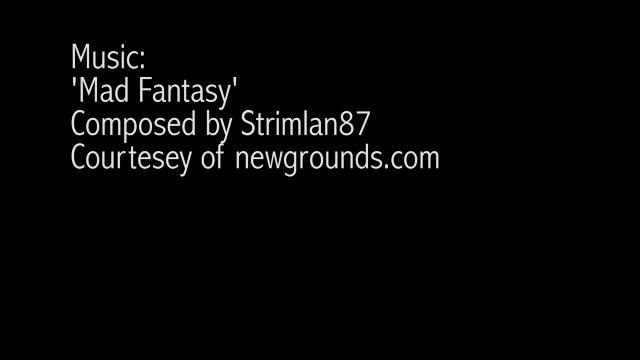 Music:
'Mad Fantasy'
Composed by Strimlan87
Courtesey of newgrounds.com